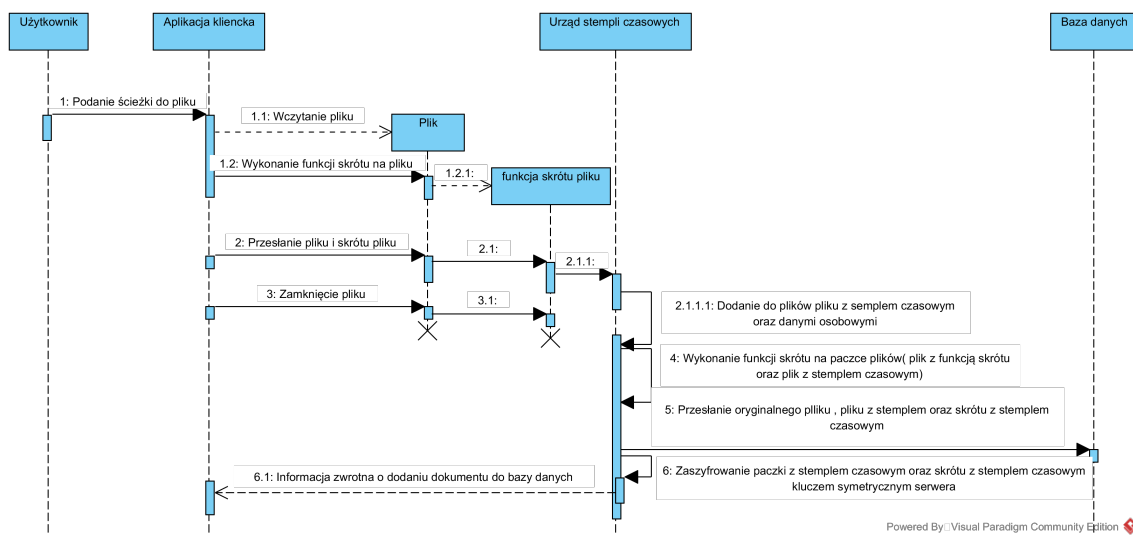 Użytkownik
Aplikacja kliencka
Urząd stempli czasowych
Baza danych
1: Podanie ścieżki do pliku
1.1: Wczytanie pliku
Plik
1.2: Wykonanie funkcji skrótu na pliku
1.2.1:
funkcja skrótu pliku
2: Przesłanie pliku i skrótu pliku
2.1:
2.1.1:
3: Zamknięcie pliku
3.1:
2.1.1.1: Dodanie do plików pliku z semplem czasowym
oraz danymi osobowymi
4: Wykonanie funkcji skrótu na paczce plików( plik z funkcją skrótu
oraz plik z stemplem czasowym)
5: Przesłanie oryginalnego plliku , pliku z stemplem oraz skrótu z stemplem
czasowym
6: Zaszyfrowanie paczki z stemplem czasowym oraz skrótu z stemplem czasowym
kluczem symetrycznym serwera
6.1: Informacja zwrotna o dodaniu dokumentu do bazy danych
Powered By Visual Paradigm Community Edition